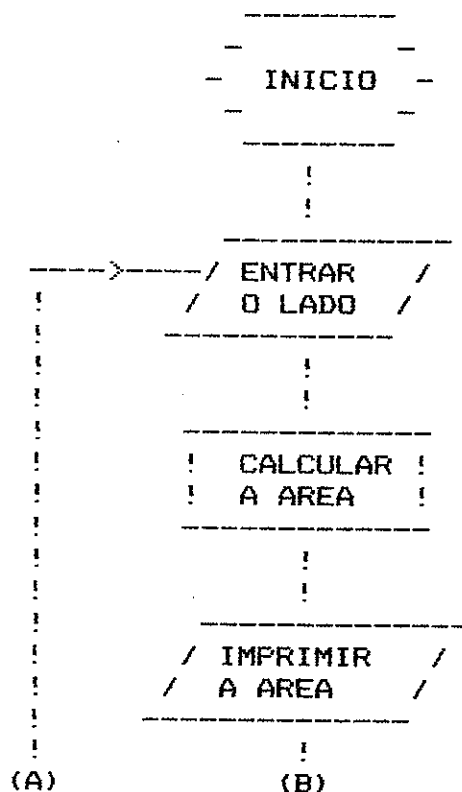 INICIO
ENTRAR
O LADO
CALCULAR
A AREA
IMPRIMIR
A AREA
(A) (B)